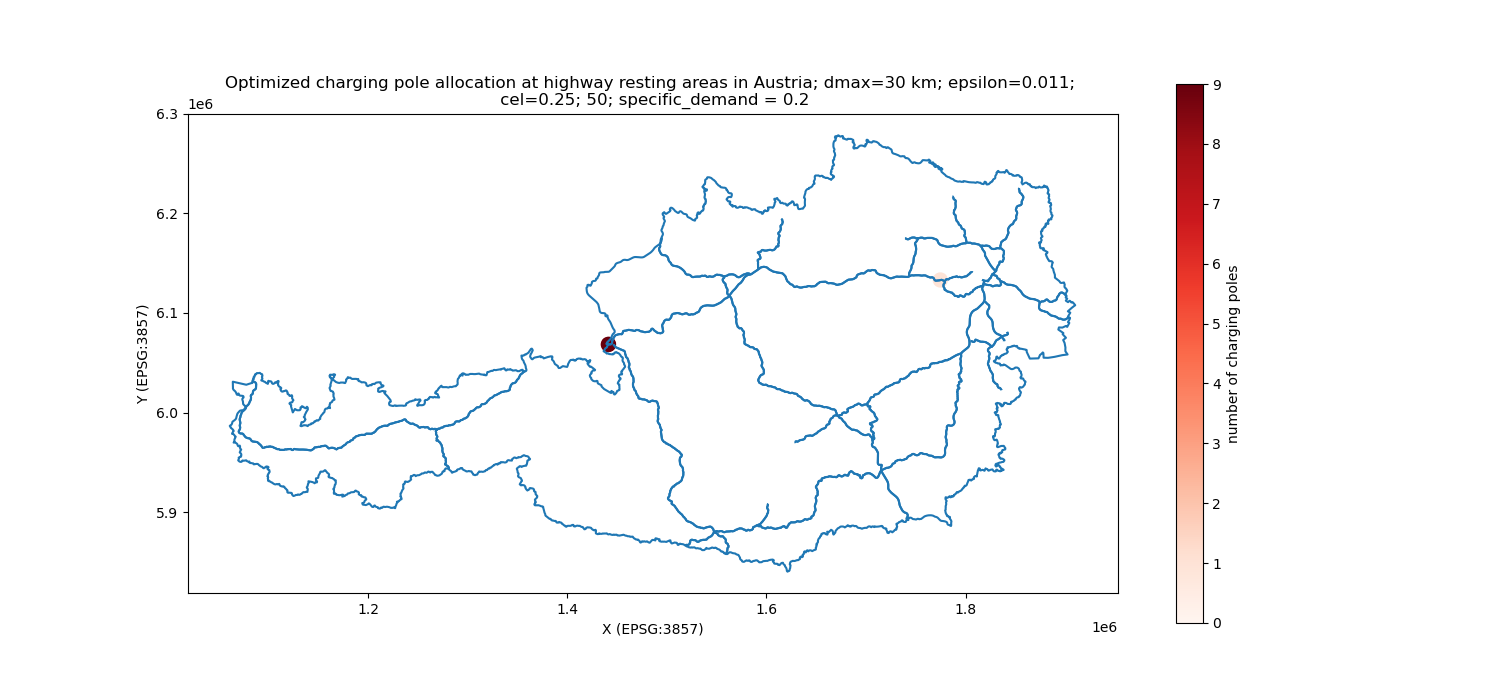 Optimized charging pole allocation at highway resting areas in Austria; dmax=30 km; epsilon=0.011;
cel=0.25; 50; specific_demand = 0.2
1e6
6.3
6.2
6.1
6.0
5.9
Y (EPSG:3857)
1.2
1.4
1.6
1.8
X (EPSG:3857)
1e6
9
8
7
6
5
4
3
2
1
0
number of charging poles